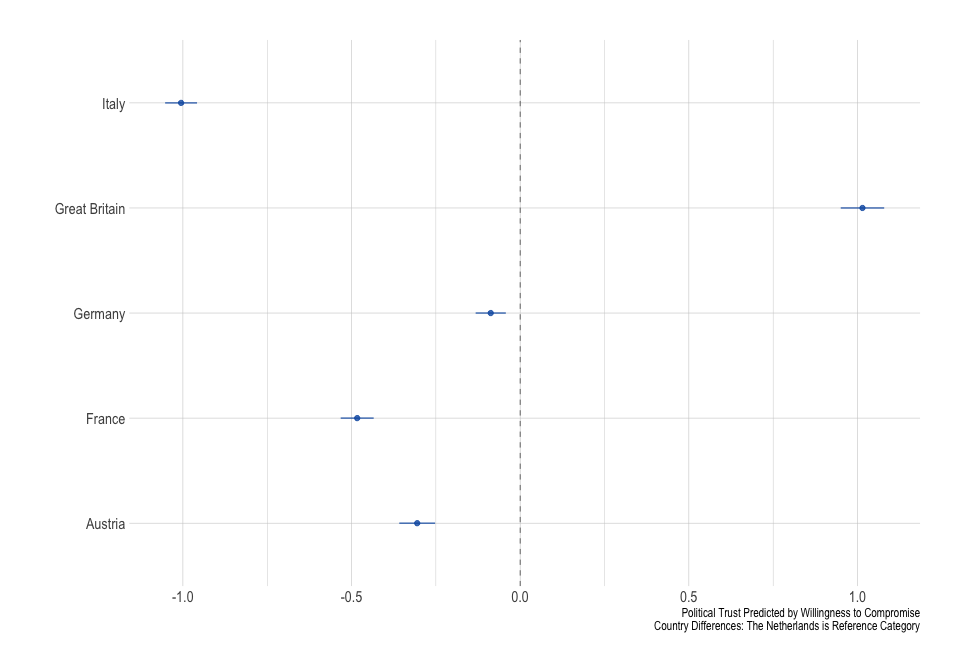 Italy
Great Britain
Germany
France
Austria
-1.0
-0.5
0.0
0.5
1.0
Political Trust Predicted by Willingness to Compromise
Country Differences: The Netherlands is Reference Category